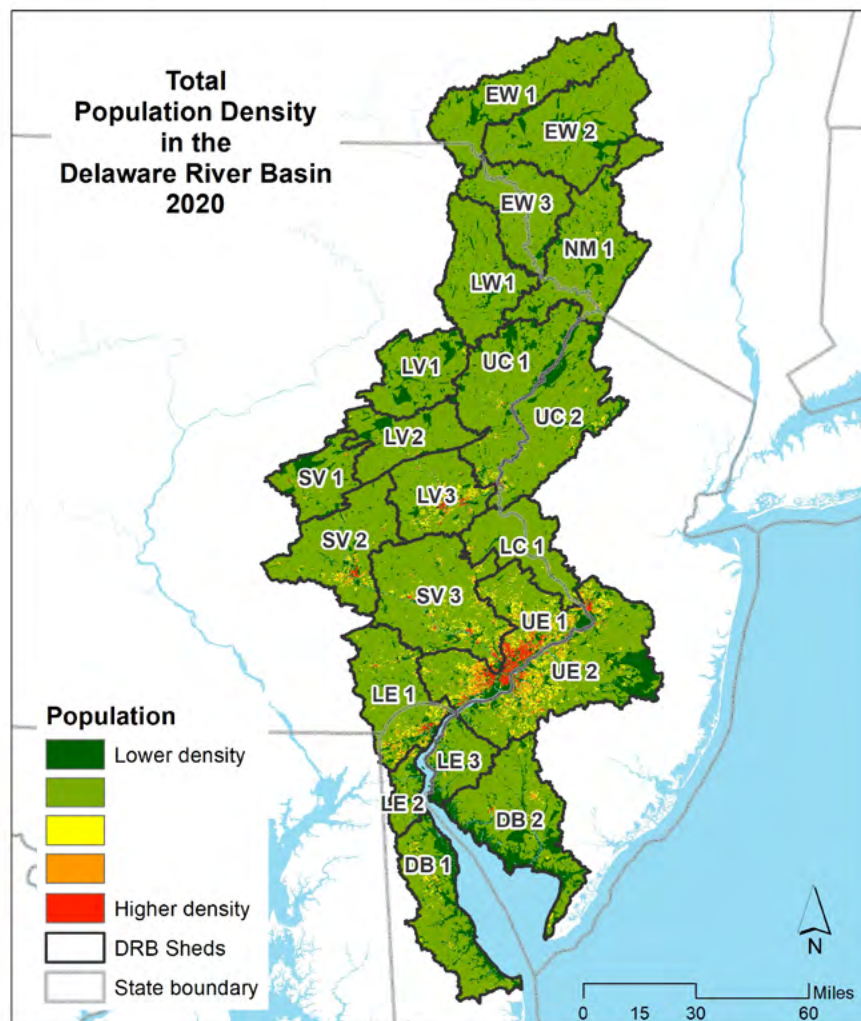 Total
Population Density
in the
Delaware River Basin
2020
EW 1
EW 2
EW 3
NM 1
LW 1
LV 1
UC 1
UC 2
LV 2
SV 1
LV 3
SV 2
LC 1
SV 3
UE 1
UE 2
LE 1
LE 3
LE 2
DB 2
DB 1
Population
Lower density
Higher density
DRB Sheds
State boundary
N
Miles
0 15 30 60